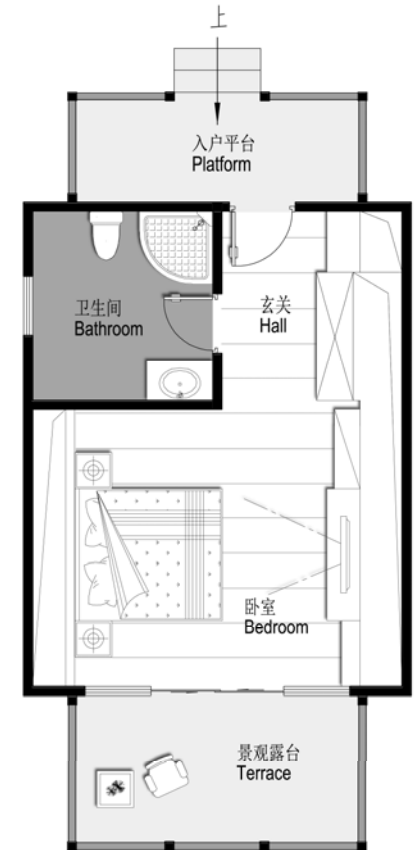 上
入户平台
Platform
卫生间
Bathroom
玄关
Hall
卧室
Bedroom
景观露台
Terrace